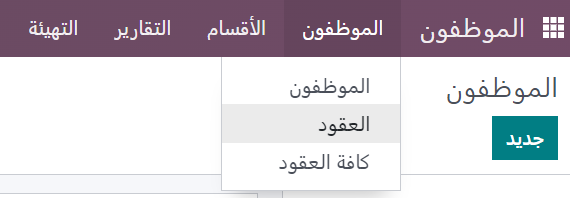 الموظفون الموظفون الأقسام التقارير التهيئة
الموظفون
جديد
الموظفون
العقود
كافة العقود